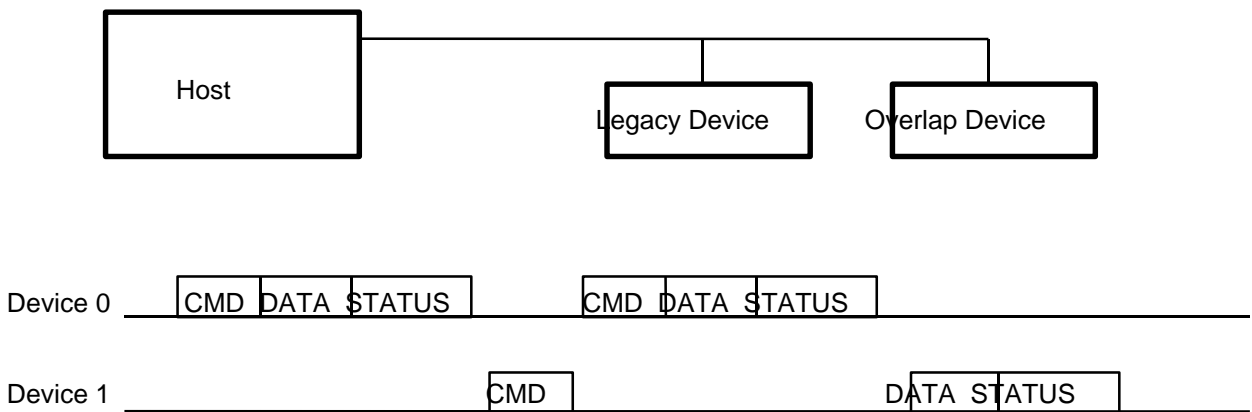 Host
Legacy Device Overlap Device
Device 0 CMD DATA STATUS CMD DATA STATUS
Device 1 CMD DATA STATUS